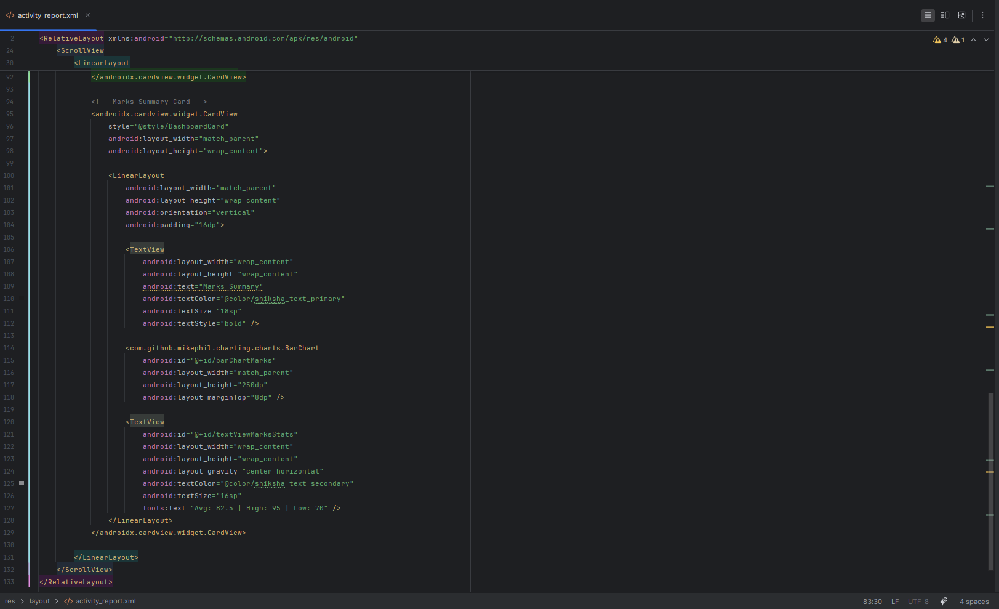 </> activity_report.xml
2 <RelativeLayout xmlns:android="http://schemas.android.com/apk/res/android"
4 1
24 <ScrollView
30 <LinearLayout
92 </androidx.cardview.widget.CardView>
93
94 <!-- Marks Summary Card -->
95 <androidx.cardview.widget.CardView
96 style="@style/DashboardCard"
97 android:layout_width="match_parent"
98 android:layout_height="wrap_content">
99
100 <LinearLayout
101 android:layout_width="match_parent"
102 android:layout_height="wrap_content"
103 android:orientation="vertical"
104 android:padding="16dp">
105
106 <TextView
107 android:layout_width="wrap_content"
108 android:layout_height="wrap_content"
109 android:text="Marks Summary"
110 android:textColor="@color/shiksha_text_primary"
111 android:textSize="18sp"
112 android:textStyle="bold" />
113
114 <com.github.mikephil.charting.charts.BarChart
115 android:id="@+id/barChartMarks"
116 android:layout_width="match_parent"
117 android:layout_height="250dp"
118 android:layout_marginTop="8dp" />
119
120 <TextView
121 android:id="@+id/textViewMarksStats"
122 android:layout_width="wrap_content"
123 android:layout_height="wrap_content"
124 android:layout_gravity="center_horizontal"
125 android:textColor="@color/shiksha_text_secondary"
126 android:textSize="16sp"
127 tools:text="Avg: 82.5 | High: 95 | Low: 70" />
128 </LinearLayout>
129 </androidx.cardview.widget.CardView>
130
131 </LinearLayout>
132 </ScrollView>
133 </RelativeLayout>
res > layout > </> activity_report.xml
83:30 LF UTF-8 4 spaces